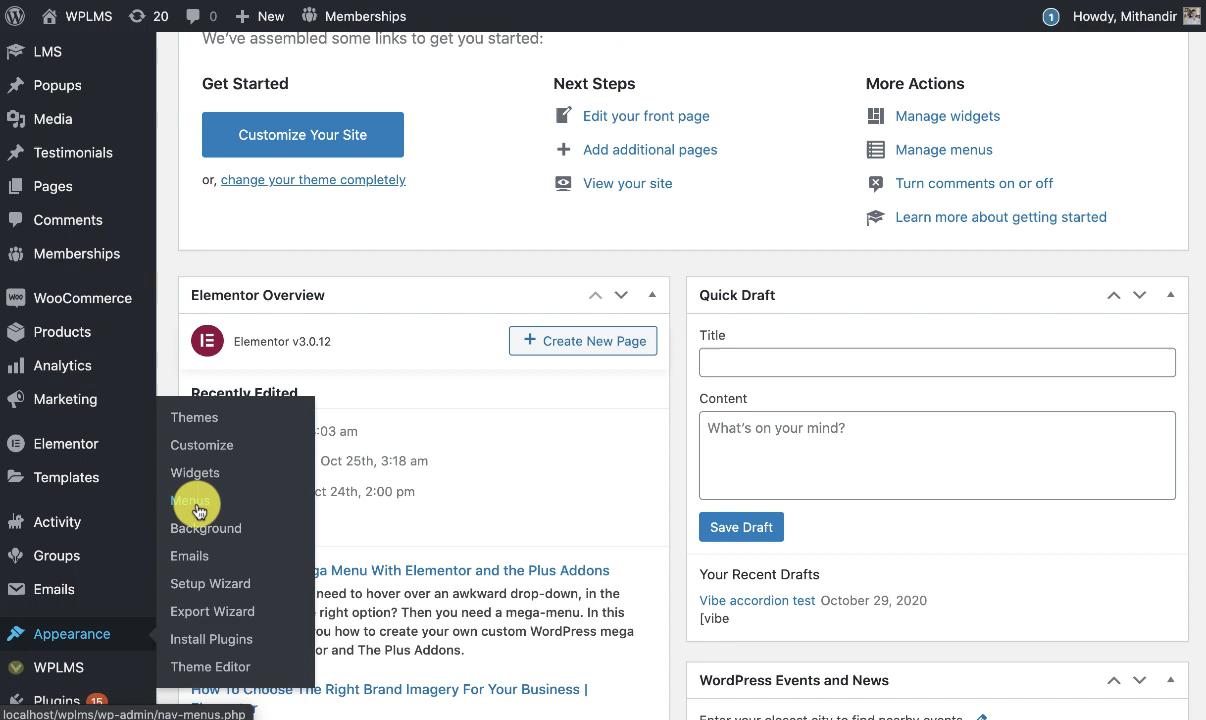 WPLMS
20
0
New
Memberships
1
Howdy, Mithandir
LMS
Popups
Media
Testimonials
Pages
Comments
Memberships
WOO
WooCommerce
Products
Analytics
Marketing
Elementor
Templates
Activity
Groups
Emails
Appearance
WPLMS
Plugins 15
localhost/wplms/wp-admin/nav-menus.php
Themes
Customize
Widgets
Menus
Background
Emails
Setup Wizard
Export Wizard
Install Plugins
Theme Editor
We've assembled some links to get you started:
Get Started
Customize Your Site
or, change your theme completely
Next Steps
Edit your front page
Add additional pages
View your site
More Actions
Manage widgets
Manage menus
Turn comments on or off
Learn more about getting started
Elementor Overview
Elementor v3.0.12
Create New Page
Recently Edited
:03 am
Oct 25th, 3:18 am
ct 24th, 2:00 pm
ga Menu With Elementor and the Plus Addons
need to hover over an awkward drop-down, in the
right option? Then you need a mega-menu. In this
ou how to create your own custom WordPress mega
or and The Plus Addons.
How To Choose The Right Brand Imagery For Your Business |
Quick Draft
Title
Content
What's on your mind?
Save Draft
Your Recent Drafts
Vibe accordion test October 29, 2020
[vibe
WordPress Events and News
Enter your closest city to find nearby events